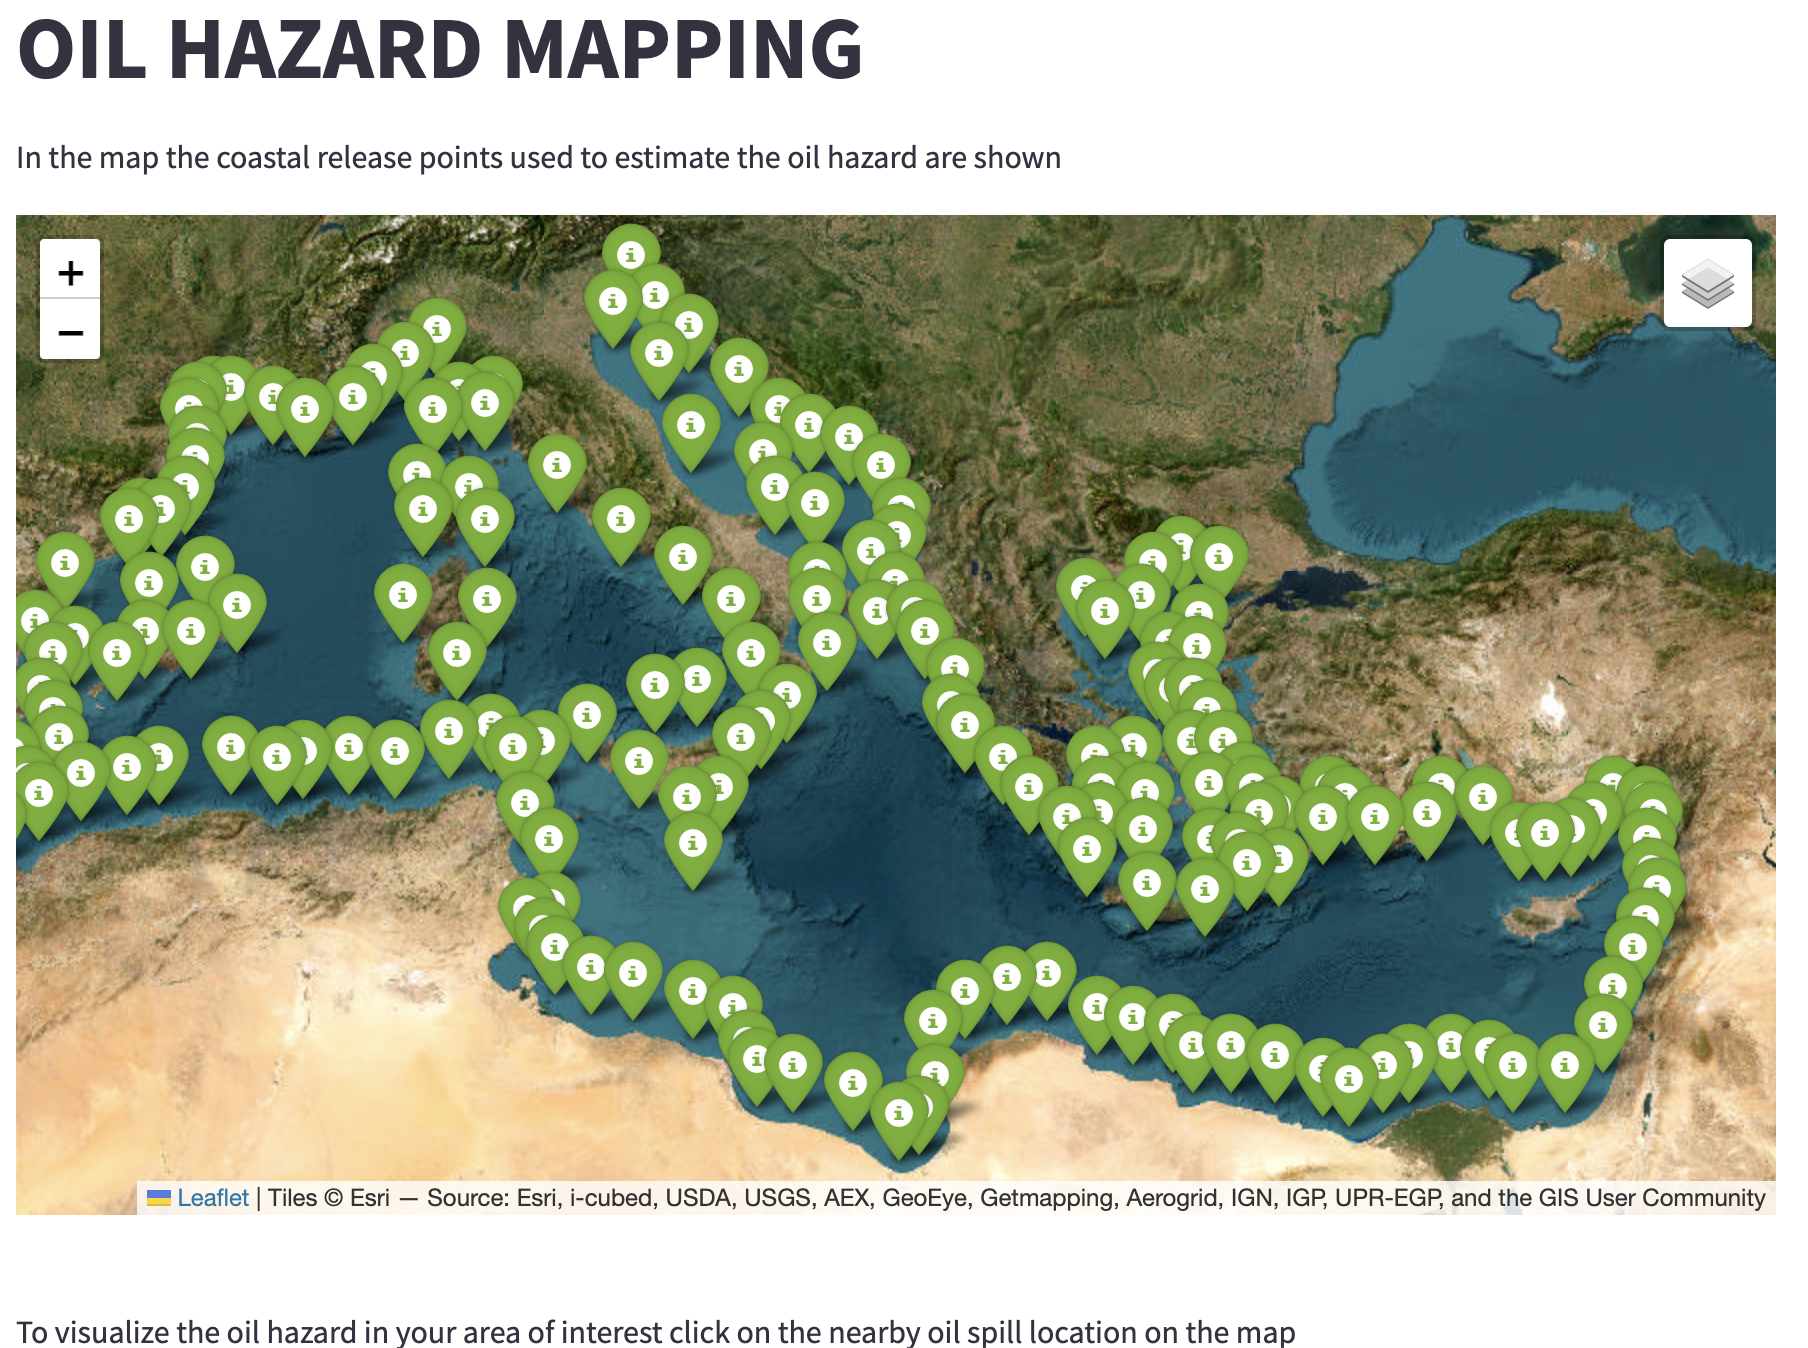 OIL HAZARD MAPPING
In the map the coastal release points used to estimate the oil hazard are shown
+
−
Leaflet | Tiles © Esri — Source: Esri, i-cubed, USDA, USGS, AEX, GeoEye, Getmapping, Aerogrid, IGN, IGP, UPR-EGP, and the GIS User Community
To visualize the oil hazard in your area of interest click on the nearby oil spill location on the map